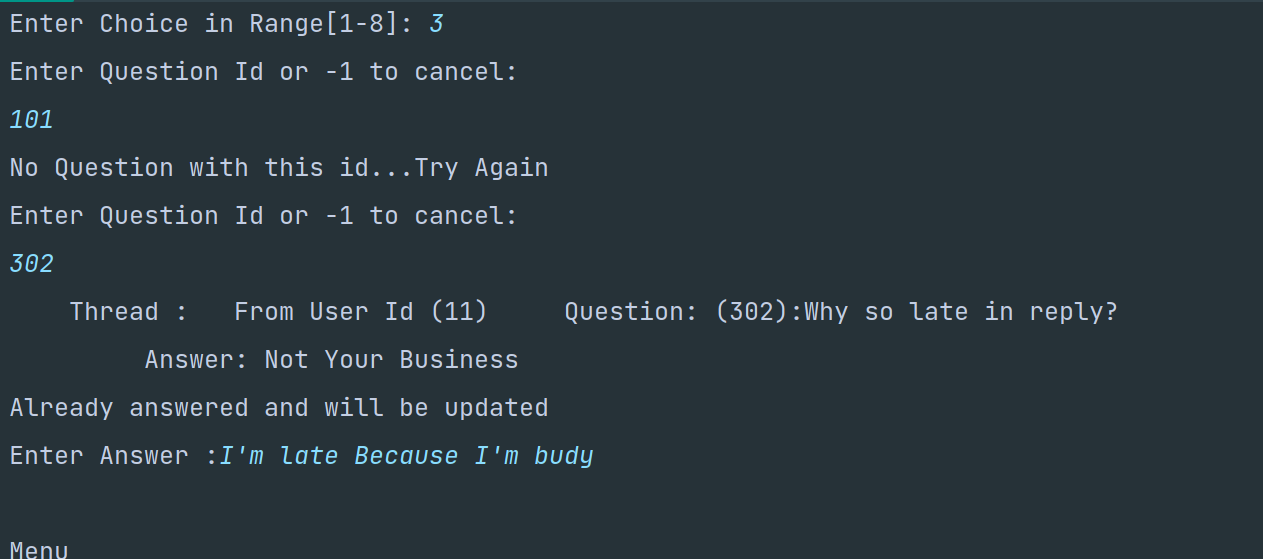 Enter Choice in Range[1-8]: 3
Enter Question Id or -1 to cancel:
101
No Question with this id...Try Again
Enter Question Id or -1 to cancel:
302
Thread :   From User Id (11)     Question: (302):Why so late in reply?
Answer: Not Your Business
Already answered and will be updated
Enter Answer :I'm late Because I'm budy
Menu